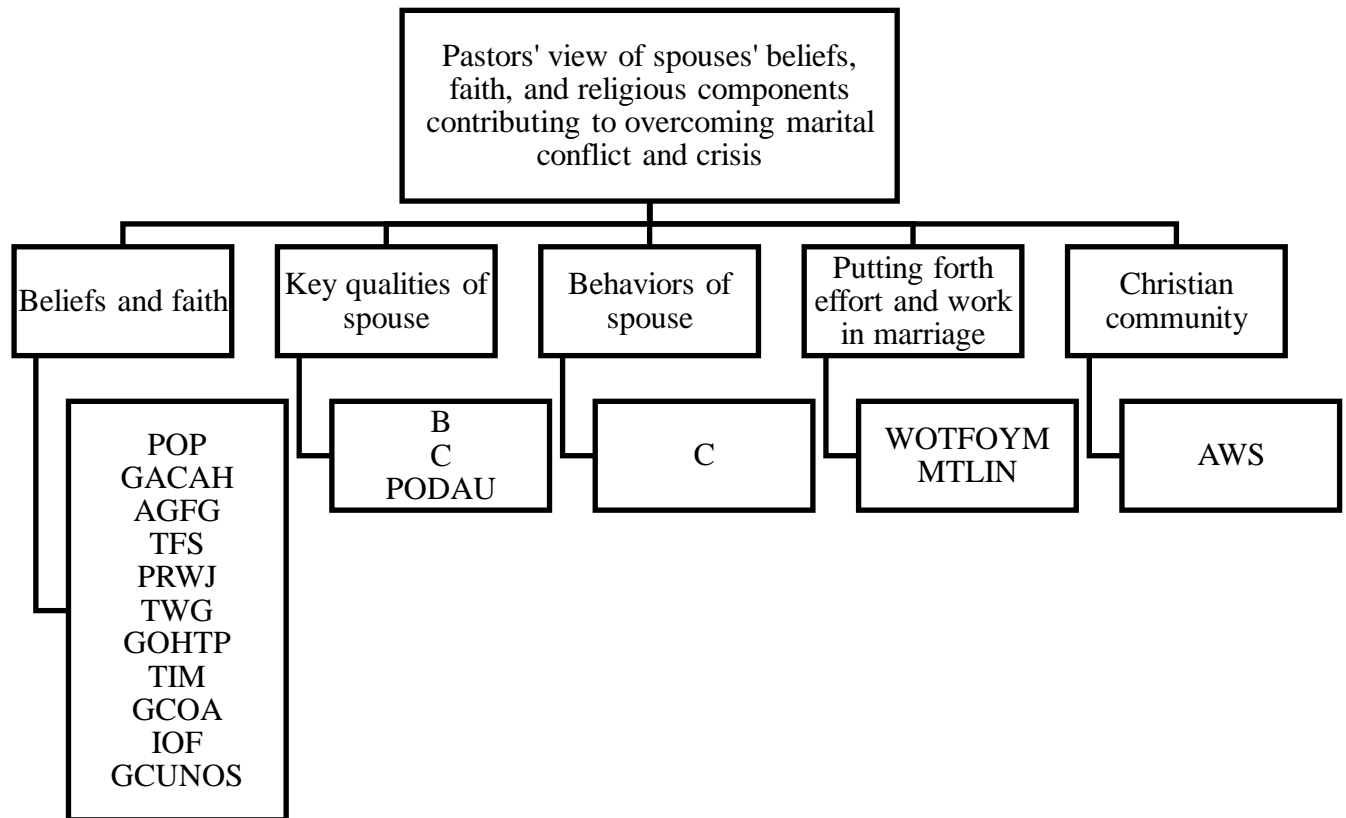 Pastors' view of spouses' beliefs,
faith, and religious components
contributing to overcoming marital
conflict and crisis
Beliefs and faith
Key qualities of
spouse
Behaviors of
spouse
Putting forth
effort and work
in marriage
Christian
community
POP
GACAH
AGFG
TFS
PRWJ
TWG
GOHTP
TIM
GCOA
IOF
GCUNOS
B
C
PODAU
C
WOTFOYM
MTLIN
AWS